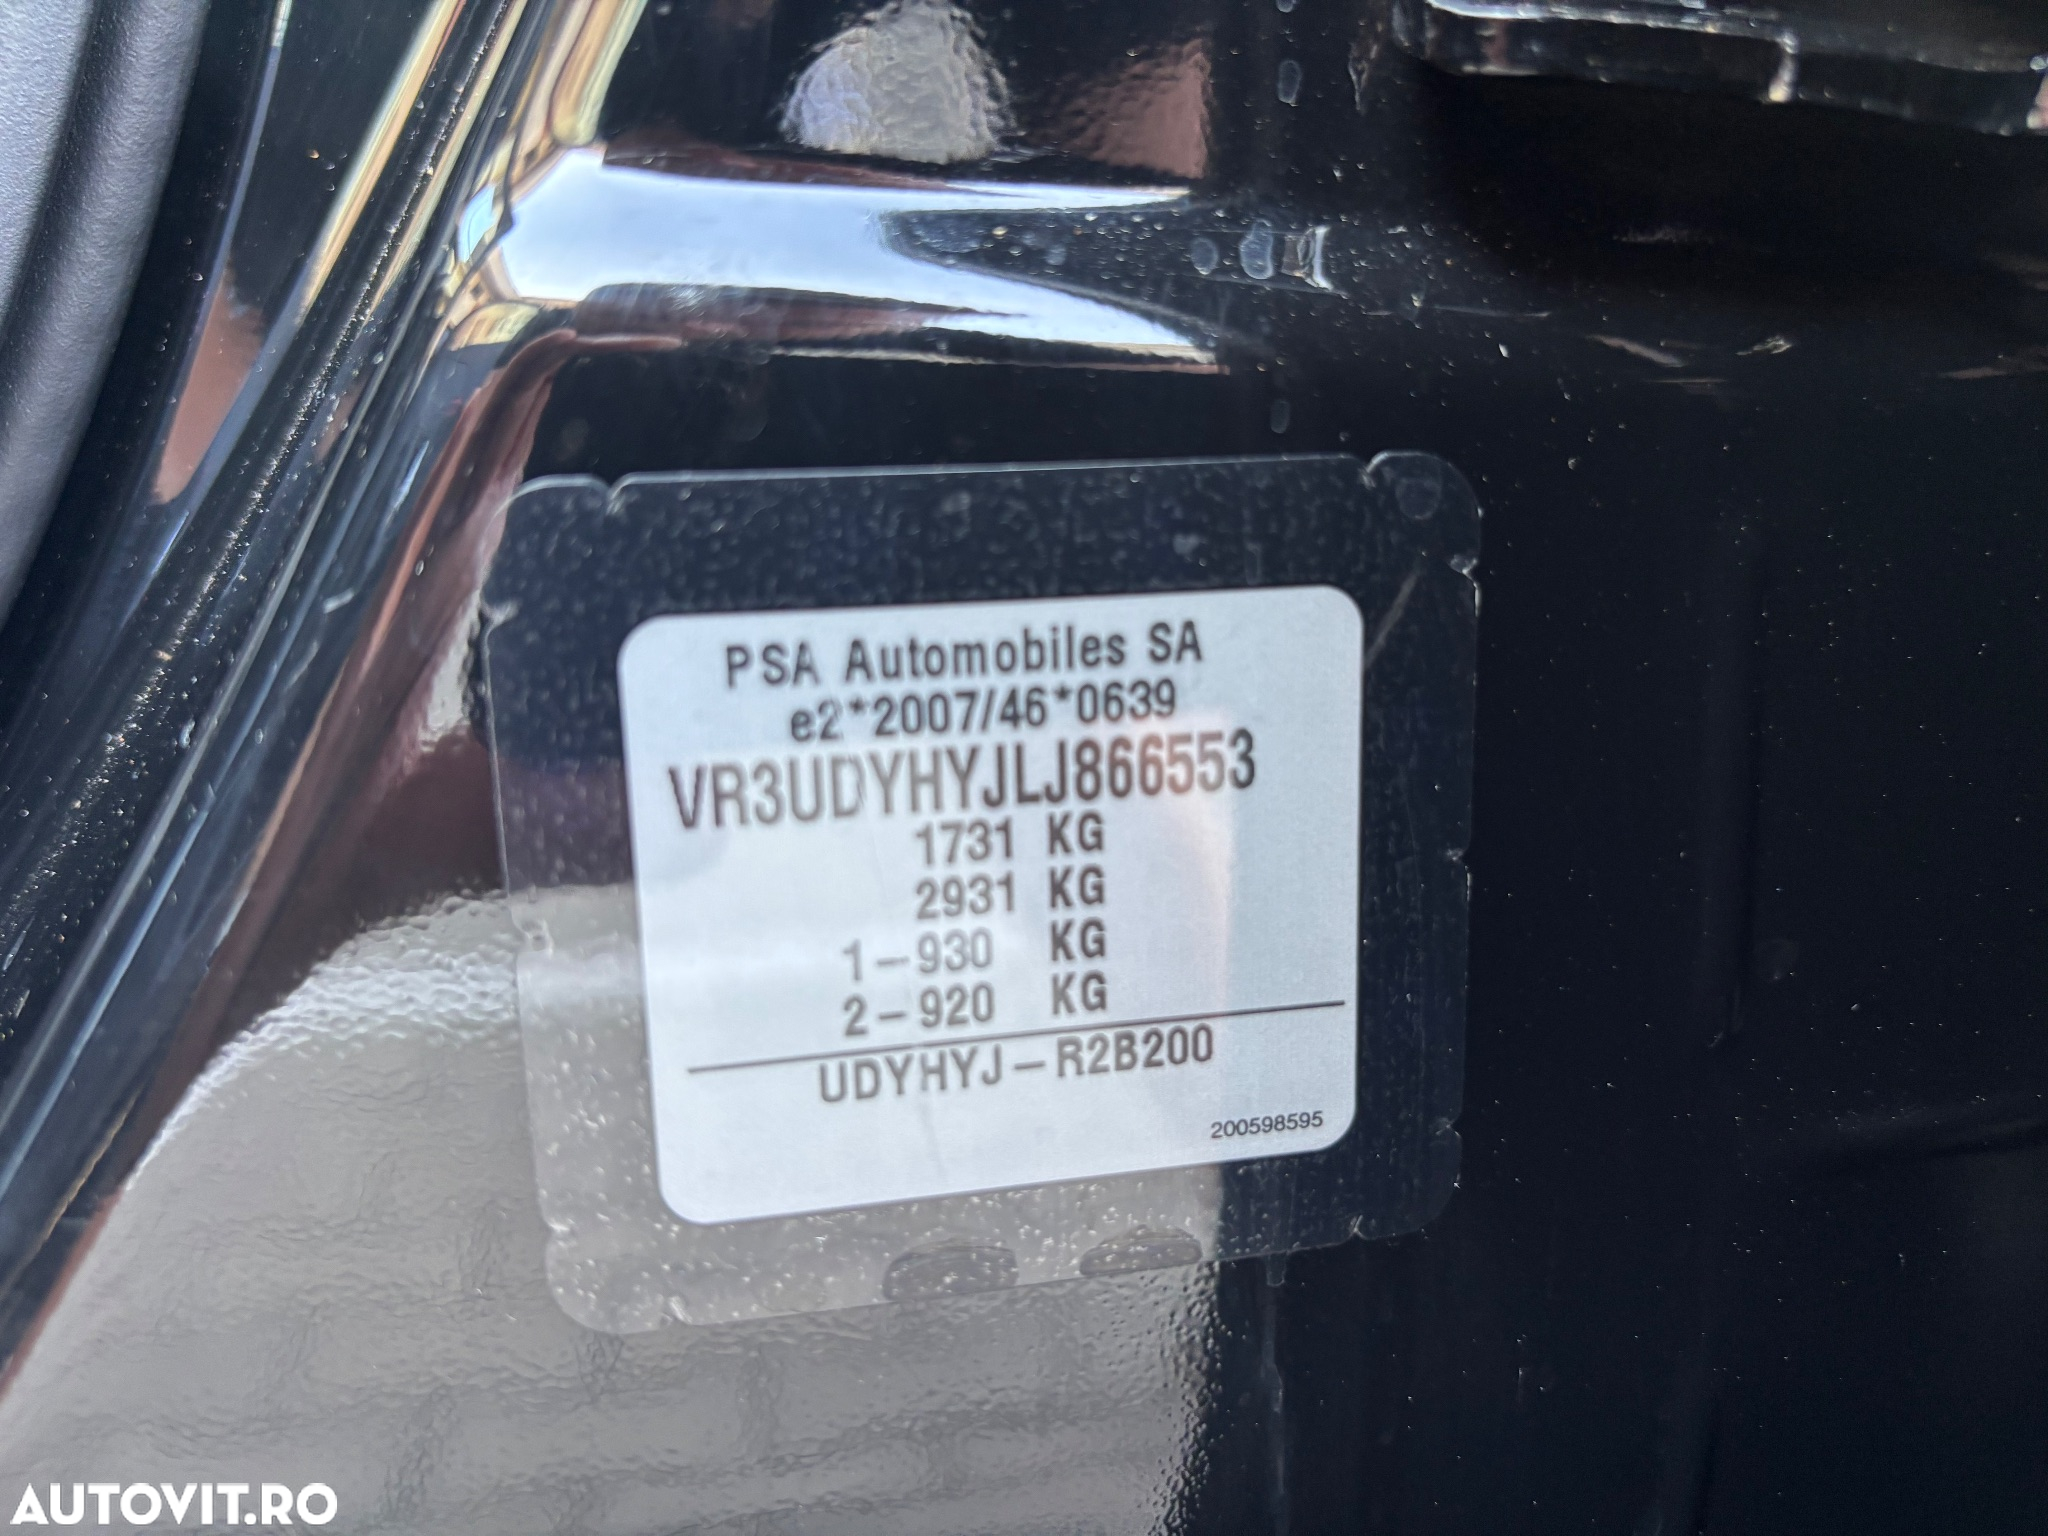 PSA Automobiles SA
e2*2007/46*0639
VR3UDYHYJLJ866553
1731 KG
2931 KG
1-930 KG
2-920 KG
UDYHYJ-R2B200
200598595
AUTOVIT.RO